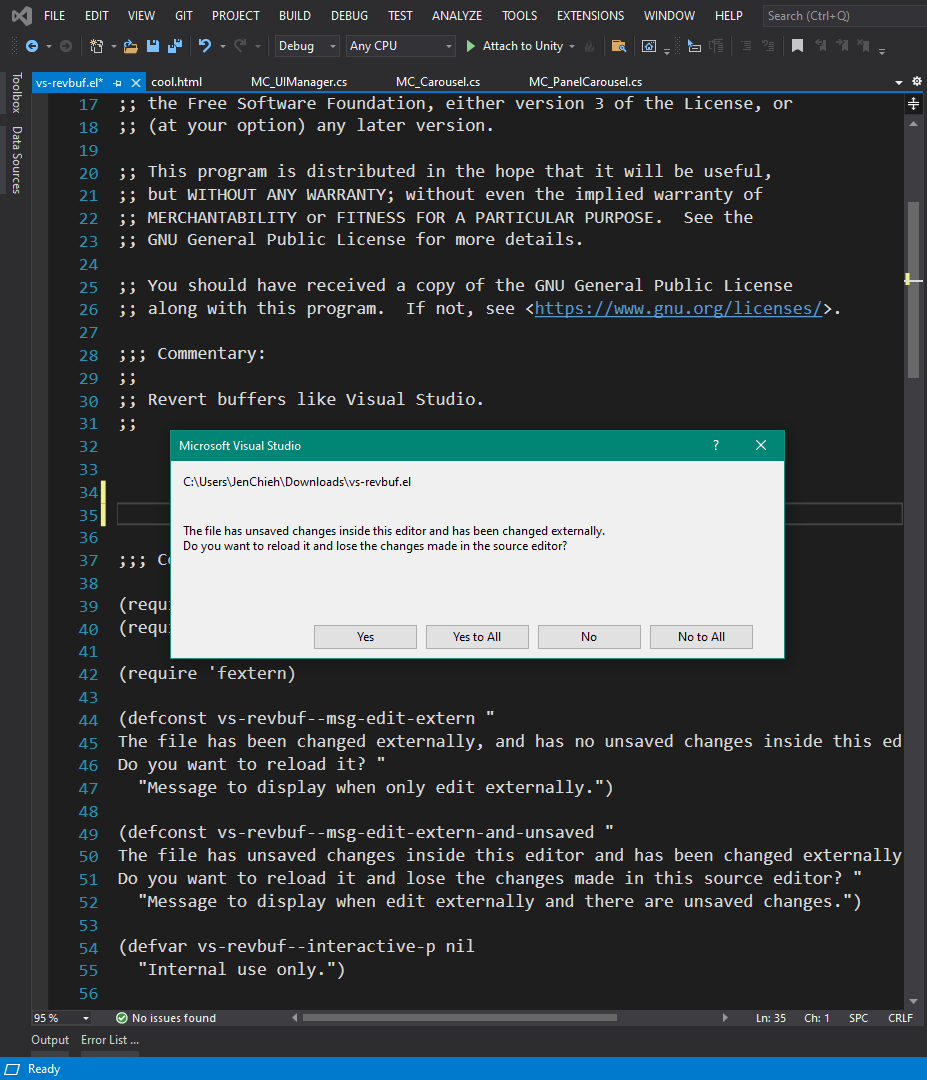 FILE EDIT VIEW GIT PROJECT BUILD DEBUG TEST ANALYZE TOOLS EXTENSIONS WINDOW HELP Search (Ctrl+Q)
Debug Any CPU Attach to Unity
Toolbox
Data Sources
vs-revbuf.el* cool.html MC_UIManager.cs MC_Carousel.cs MC_PanelCarousel.cs
17 ;; the Free Software Foundation, either version 3 of the License, or
18 ;; (at your option) any later version.
19
20 ;; This program is distributed in the hope that it will be useful,
21 ;; but WITHOUT ANY WARRANTY; without even the implied warranty of
22 ;; MERCHANTABILITY or FITNESS FOR A PARTICULAR PURPOSE.  See the
23 ;; GNU General Public License for more details.
24
25 ;; You should have received a copy of the GNU General Public License
26 ;; along with this program.  If not, see <https://www.gnu.org/licenses/>.
27
28 ;;; Commentary:
29 ;;
30 ;; Revert buffers like Visual Studio.
31 ;;
32
33
34
35
36
37 ;;; C
38
39 (requi
40 (requi
41
42 (require 'fextern)
43
44 (defconst vs-revbuf--msg-edit-extern "
45 The file has been changed externally, and has no unsaved changes inside this ed
46 Do you want to reload it? "
47   "Message to display when only edit externally.")
48
49 (defconst vs-revbuf--msg-edit-extern-and-unsaved "
50 The file has unsaved changes inside this editor and has been changed externally
51 Do you want to reload it and lose the changes made in this source editor? "
52   "Message to display when edit externally and there are unsaved changes.")
53
54 (defvar vs-revbuf--interactive-p nil
55   "Internal use only.")
56
Microsoft Visual Studio ?
C:\Users\JenChieh\Downloads\vs-revbuf.el
The file has unsaved changes inside this editor and has been changed externally.
Do you want to reload it and lose the changes made in the source editor?
Yes Yes to All No No to All
95 % No issues found Ln: 35 Ch: 1 SPC CRLF
Output Error List ...
Ready